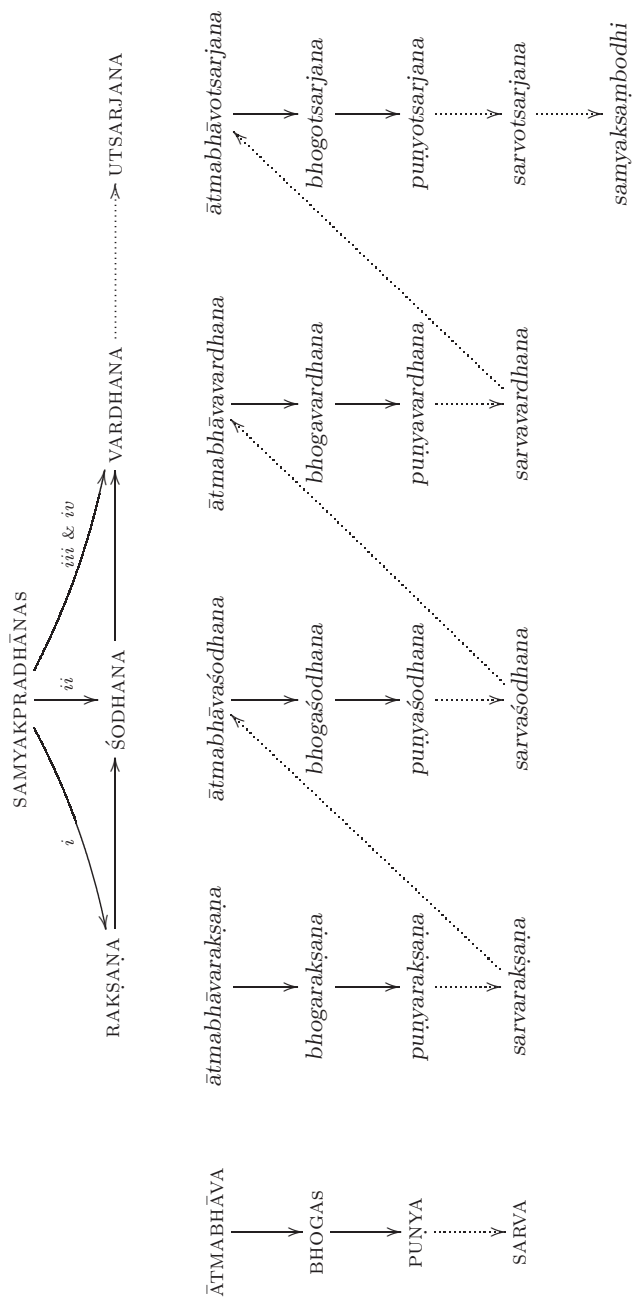 SAMYAKPRADHĀNAS
i
ii
iii & iv
RAKṢAṆA
ŚODHANA
VARDHANA
UTSARJANA
ĀTMABHĀVA
ātmabhāvarakṣaṇa
ātmabhāvaśodhana
ātmabhāvavardhana
ātmabhāvotsarjana
BHOGAS
bhogarakṣaṇa
bhogaśodhana
bhogavardhana
bhogotsarjana
PUṆYA
puṇyarakṣaṇa
puṇyaśodhana
puṇyavardhana
puṇyotsarjana
SARVA
sarvarakṣaṇa
sarvaśodhana
sarvavardhana
sarvotsarjana
samyaksaṃbodhi